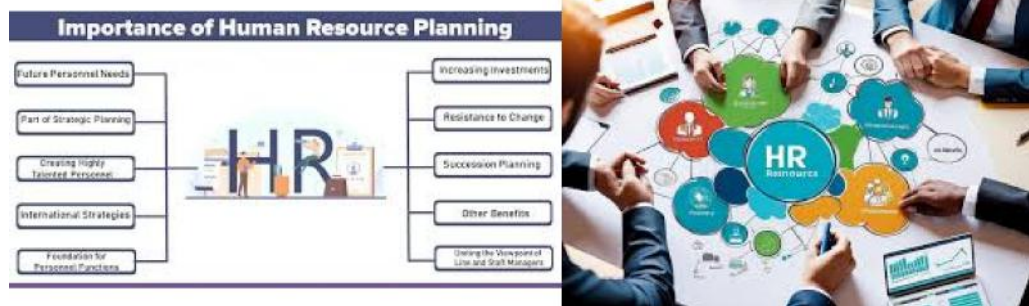 Importance of Human Resource Planning
Future Personnel Needs
Part of Strategic Planning
Creating Highly
Talented Personnel
International Strategies
Foundation for
Personnel Functions
HR
Increasing Investments
Resistance to Change
Succession Planning
Other Benefits
Uniting the Viewpoint of
Line and Staff Managers
HR